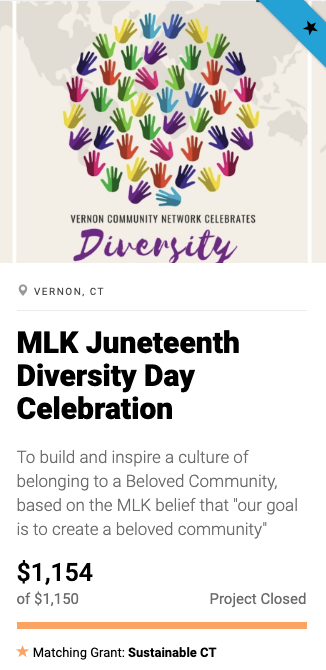 VERNON COMMUNITY NETWORK CELEBRATES
Diversity
VERNON, CT
MLK Juneteenth
Diversity Day
Celebration
To build and inspire a culture of
belonging to a Beloved Community,
based on the MLK belief that "our goal
is to create a beloved community"
$1,154
of $1,150 Project Closed
Matching Grant: Sustainable CT